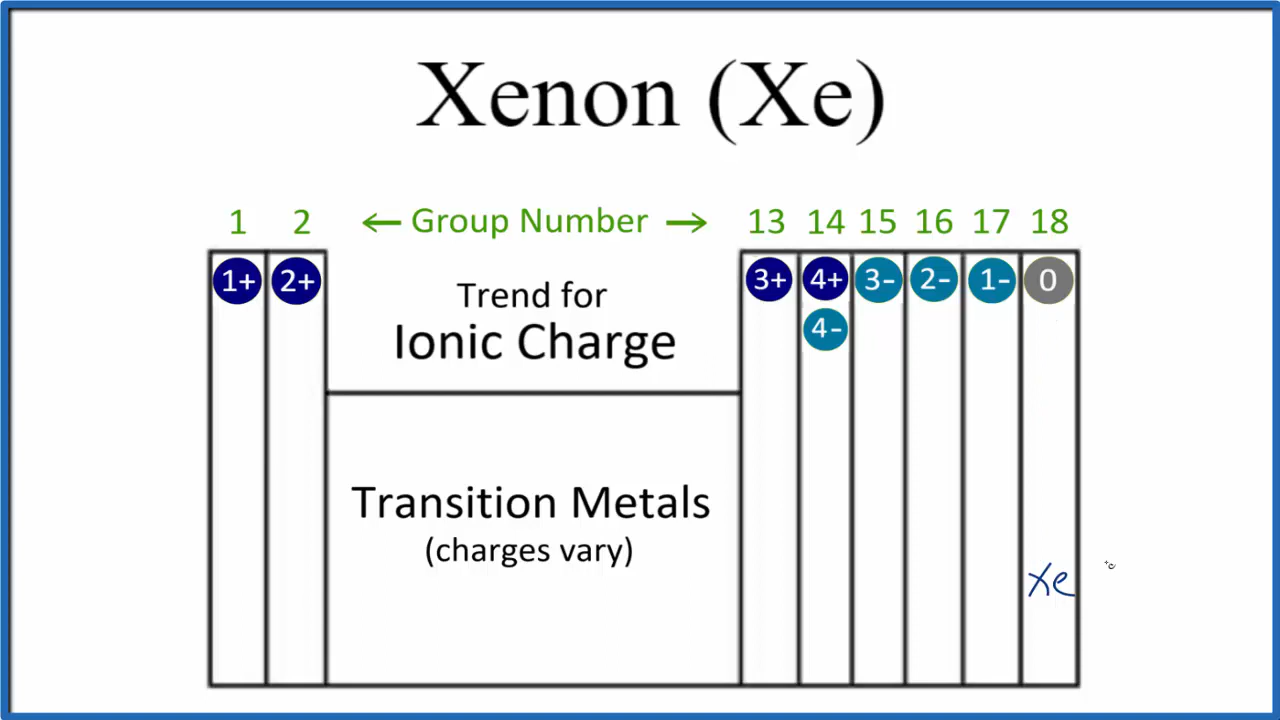 Xenon (Xe)
1 2 ← Group Number → 13 14 15 16 17 18
1+ 2+ 3+ 4+ 3- 2- 1- 0
4-
Trend for
Ionic Charge
Transition Metals
(charges vary)
Xe